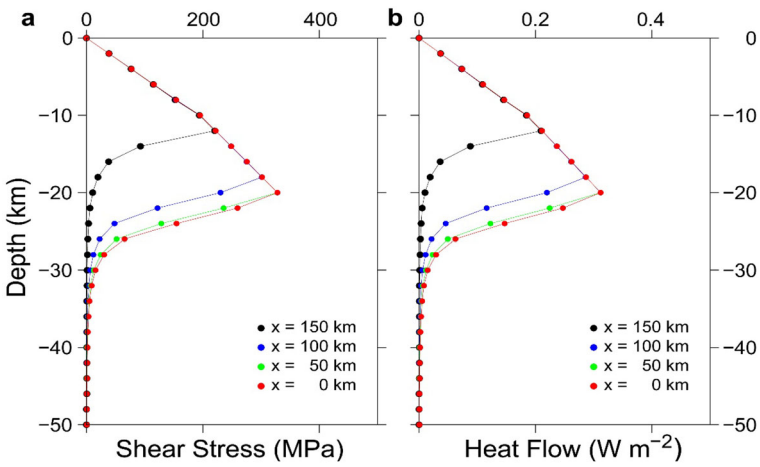 a
0 200 400
b
0 0.2 0.4
0
−10
−20
−30
−40
−50
Depth (km)
x = 150 km
x = 100 km
x = 50 km
x = 0 km
Shear Stress (MPa)
x = 150 km
x = 100 km
x = 50 km
x = 0 km
Heat Flow (W m⁻²)
0
−10
−20
−30
−40
−50